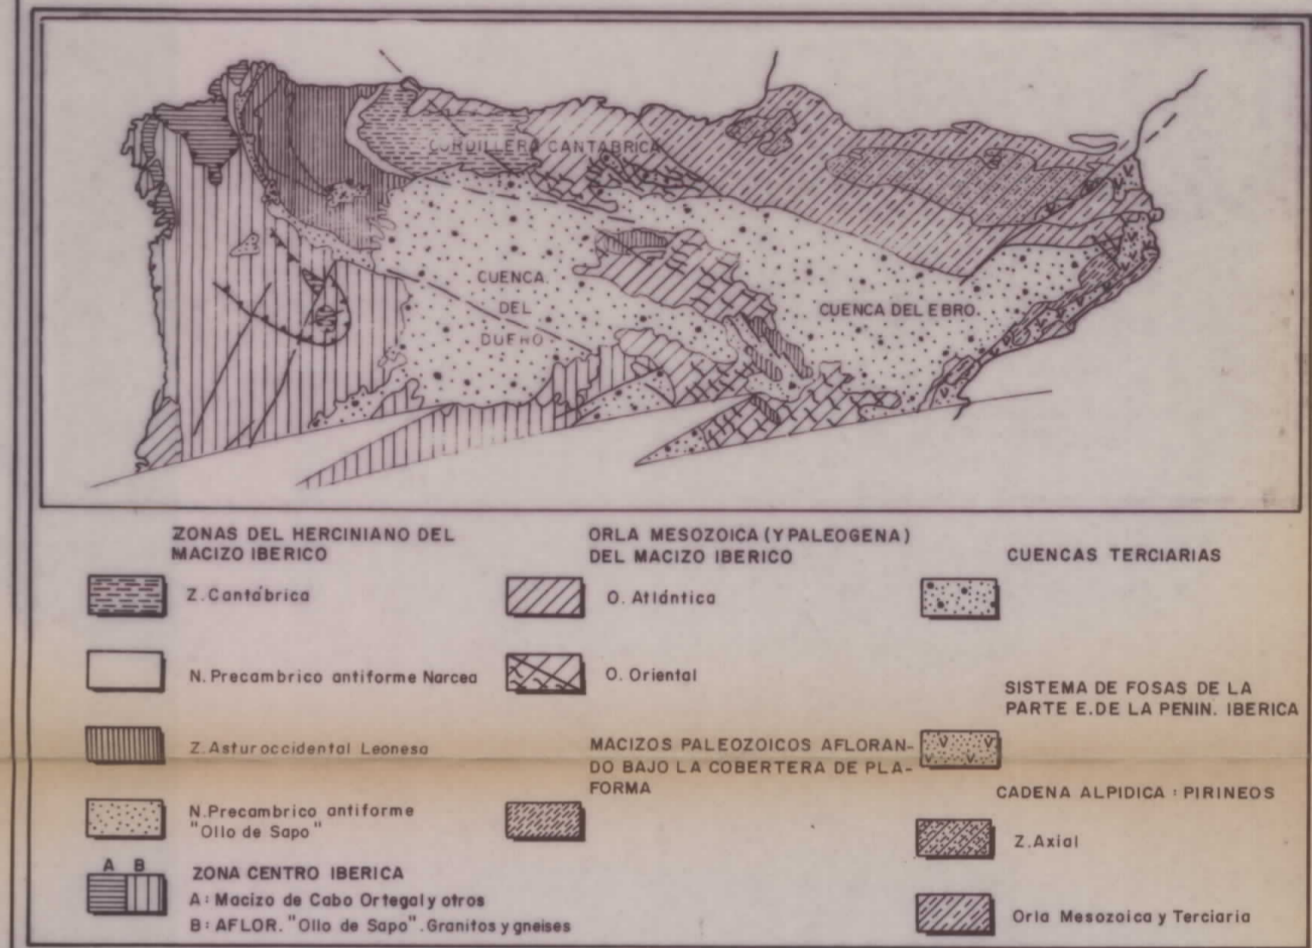 CORDILLERA CANTABRICA
CUENCA
DEL
DUERO
CUENCA DEL EBRO.
ZONAS DEL HERCINIANO DEL
MACIZO IBERICO
Z. Cantábrica
N. Precambrico antiforme Narcea
Z. Asturoccidental Leonesa
N. Precambrico antiforme
"Ollo de Sapo"
A B
ZONA CENTRO IBERICA
A: Macizo de Cabo Ortegal y otros
B: AFLOR. "Ollo de Sapo". Granitos y gneises
ORLA MESOZOICA (Y PALEOGENA)
DEL MACIZO IBERICO
O. Atlántica
O. Oriental
MACIZOS PALEOZOICOS AFLORAN-
DO BAJO LA COBERTERA DE PLA-
FORMA
CUENCAS TERCIARIAS
SISTEMA DE FOSAS DE LA
PARTE E. DE LA PENIN. IBERICA
CADENA ALPIDICA : PIRINEOS
Z. Axial
Orla Mesozoica y Terciaria